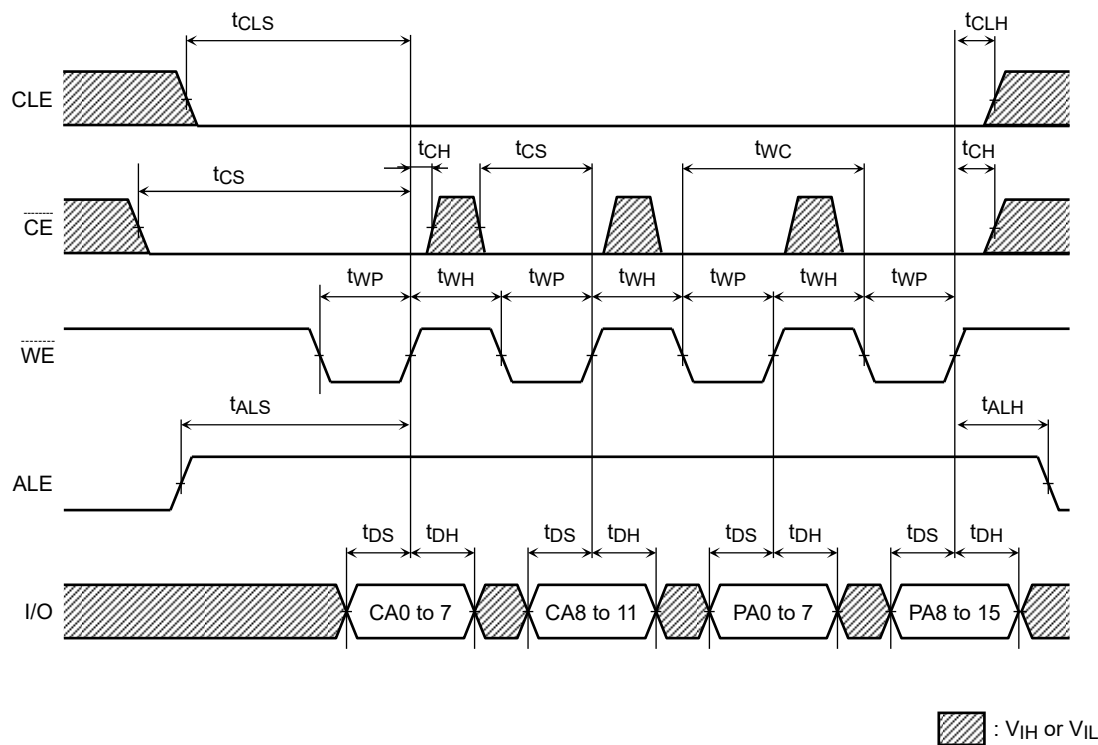 tCLS tCLH
CLE
tCH tCS tWC tCH
tCS
CE
tWP tWH tWP tWH tWP tWH tWP
WE
tALS tALH
ALE
tDS tDH tDS tDH tDS tDH tDS tDH
I/O CA0 to 7 CA8 to 11 PA0 to 7 PA8 to 15
: VIH or VIL